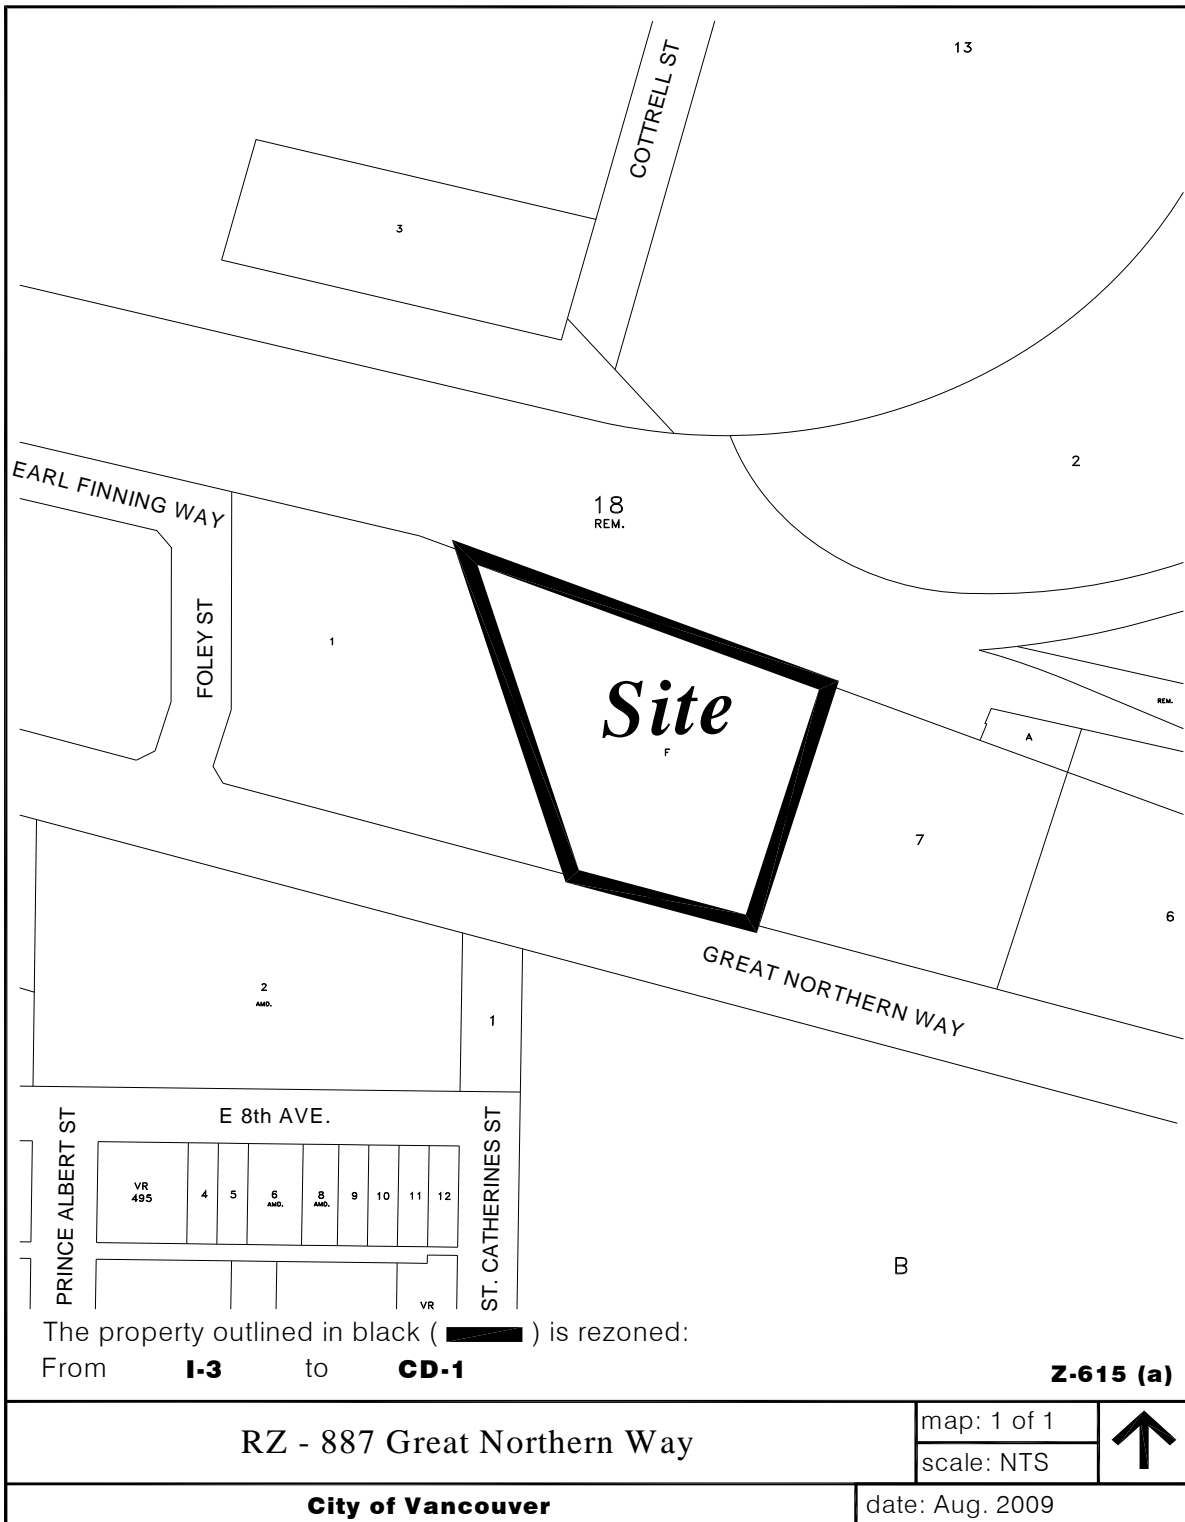 COTTRELL ST
13
3
EARL FINNING WAY
18
REM.
2
FOLEY ST
1
Site
F
REM.
A
7
6
GREAT NORTHERN WAY
2
AMD.
1
E 8th AVE.
PRINCE ALBERT ST
ST. CATHERINES ST
VR
495
4
5
6
AMD.
8
AMD.
9
10
11
12
B
VR
The property outlined in black ( ) is rezoned:
From I-3 to CD-1
Z-615 (a)
RZ - 887 Great Northern Way
map: 1 of 1
scale: NTS
City of Vancouver
date: Aug. 2009